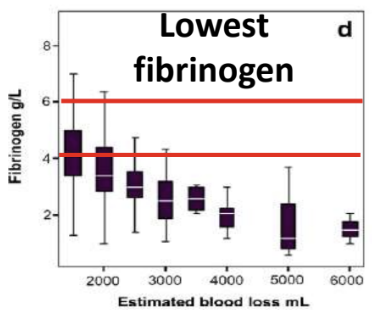 Lowest
fibrinogen
d
8
6
4
2
Fibrinogen g/L
2000 3000 4000 5000 6000
Estimated blood loss mL